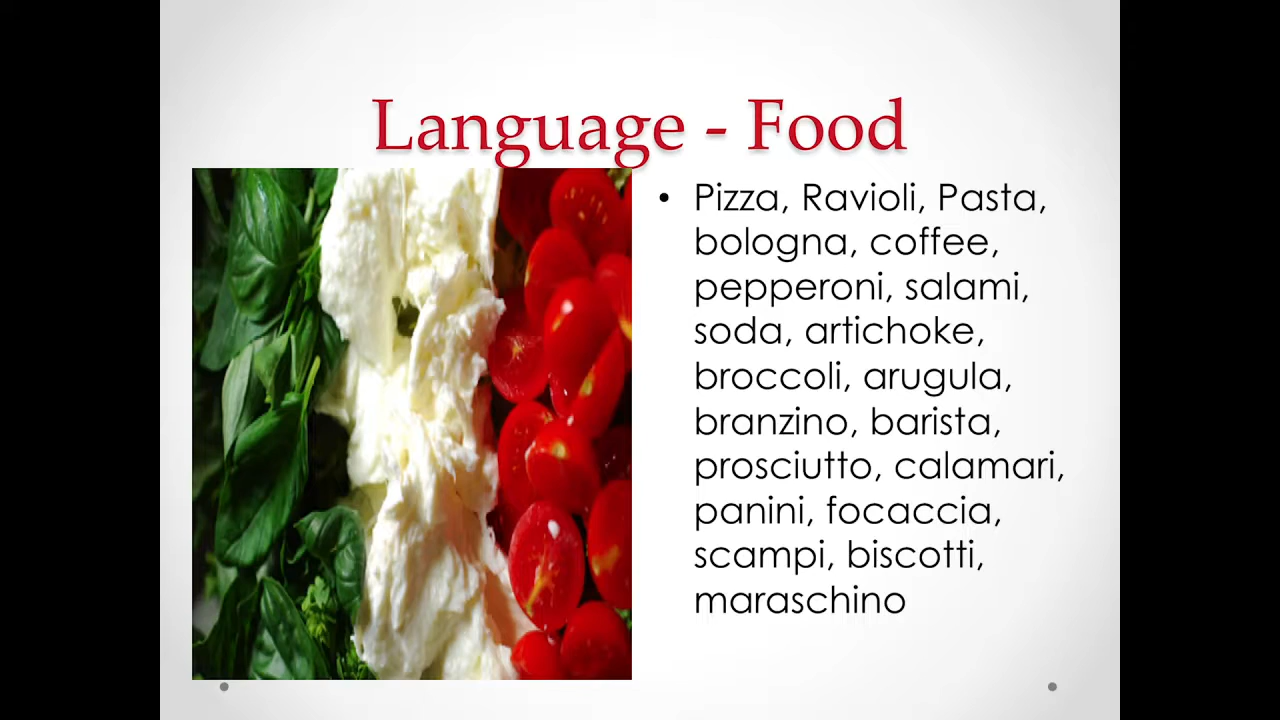 Language - Food
• Pizza, Ravioli, Pasta,
bologna, coffee,
pepperoni, salami,
soda, artichoke,
broccoli, arugula,
branzino, barista,
prosciutto, calamari,
panini, focaccia,
scampi, biscotti,
maraschino